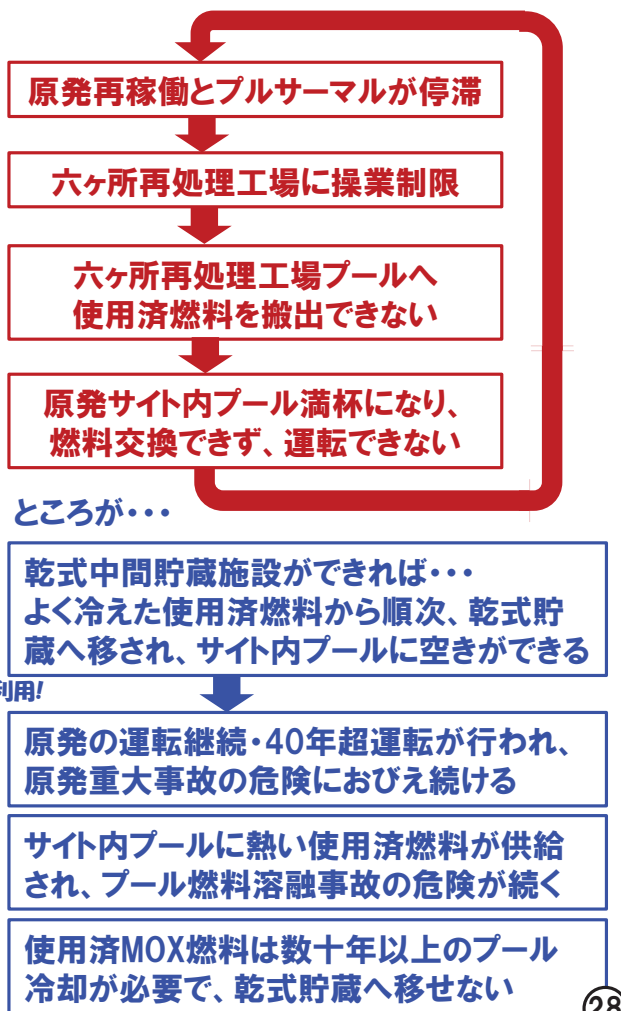 原発再稼働とプルサーマルが停滞
六ヶ所再処理工場に操業制限
六ヶ所再処理工場プールへ
使用済燃料を搬出できない
原発サイト内プール満杯になり、
燃料交換できず、運転できない
ところが・・・
乾式中間貯蔵施設ができれば・・・
よく冷えた使用済燃料から順次、乾式貯
蔵へ移され、サイト内プールに空きができる
利用!
原発の運転継続・40年超運転が行われ、
原発重大事故の危険におびえ続ける
サイト内プールに熱い使用済燃料が供給
され、プール燃料溶融事故の危険が続く
使用済MOX燃料は数十年以上のプール
冷却が必要で、乾式貯蔵へ移せない
28